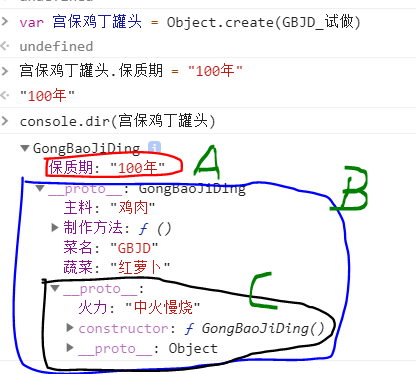 var 宫保鸡丁罐头 = Object.create(GBJD_试做)
undefined
宫保鸡丁罐头.保质期 = "100年"
"100年"
console.dir(宫保鸡丁罐头)
GongBaoJiDing
保质期: "100年"
A
__proto__: GongBaoJiDing
B
主料: "鸡肉"
制作方法: ƒ ()
菜名: "GBJD"
蔬菜: "红萝卜"
__proto__:
C
火力: "中火慢烧"
constructor: ƒ GongBaoJiDing()
__proto__: Object